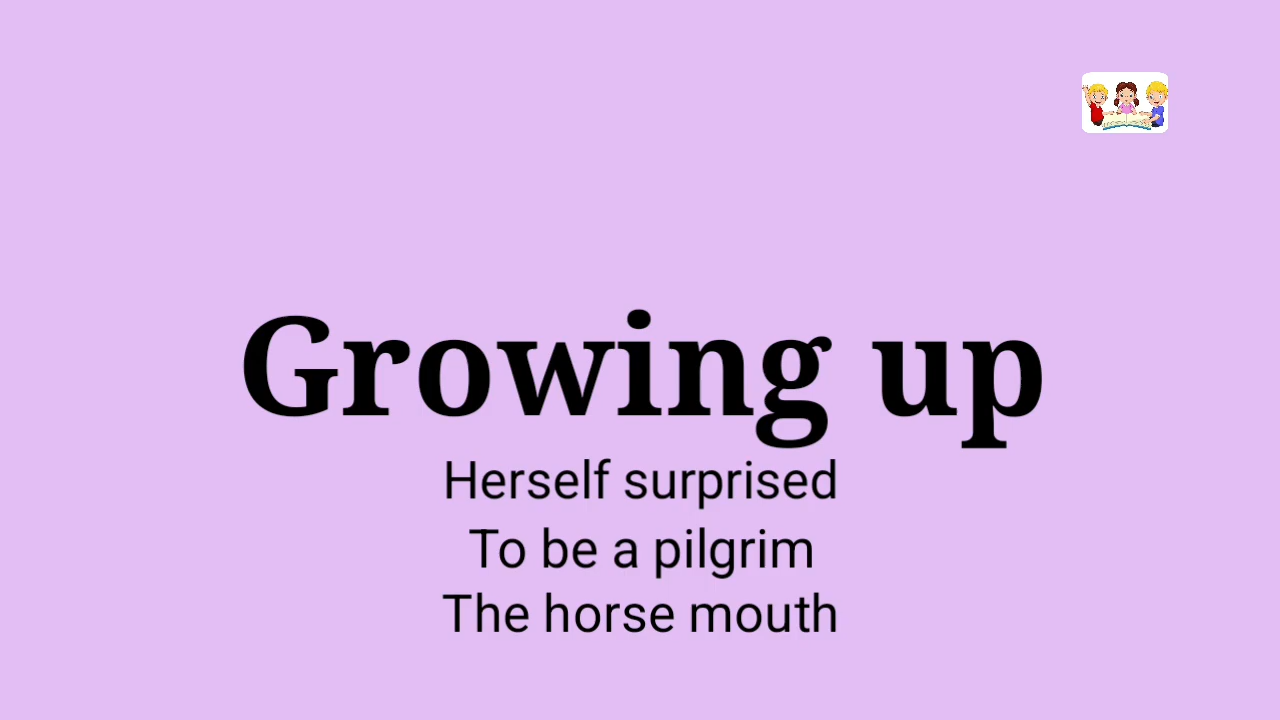 Growing up
Herself surprised
To be a pilgrim
The horse mouth